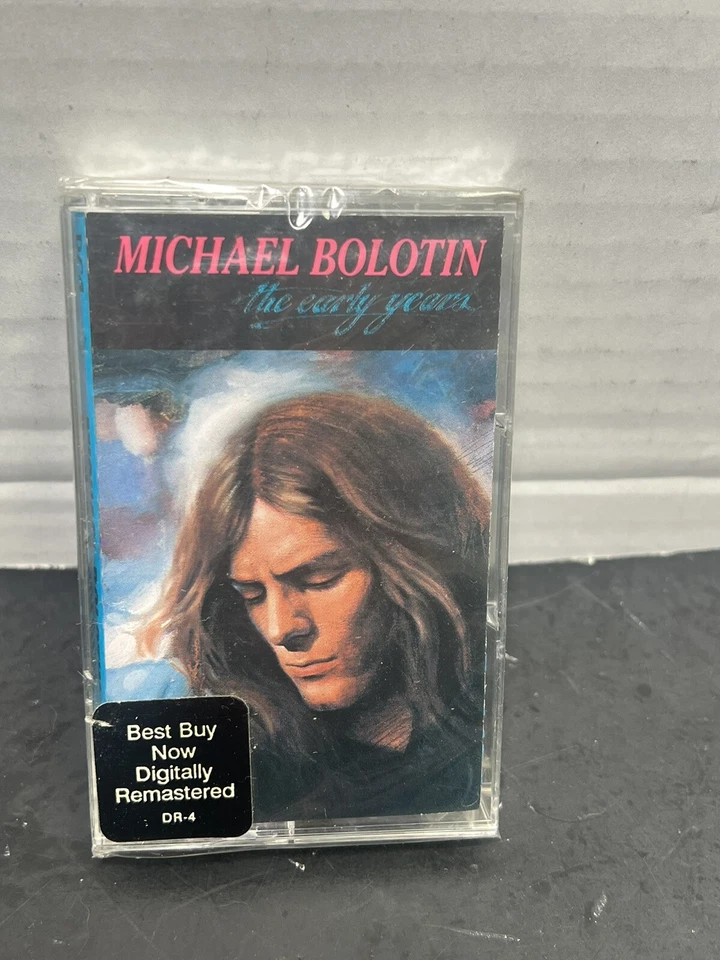 MICHAEL BOLOTIN
the early years
Best Buy
Now
Digitally
Remastered
DR-4